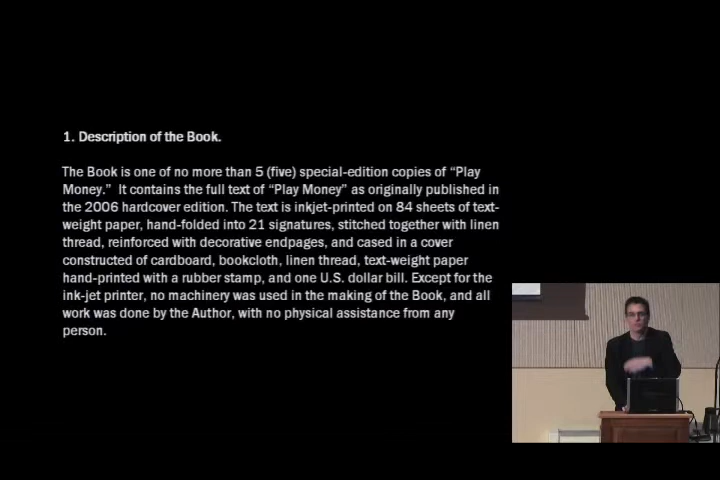 1. Description of the Book.
The Book is one of no more than 5 (five) special-edition copies of “Play
Money.”  It contains the full text of “Play Money” as originally published in
the 2006 hardcover edition. The text is inkjet-printed on 84 sheets of text-
weight paper, hand-folded into 21 signatures, stitched together with linen
thread, reinforced with decorative endpages, and cased in a cover
constructed of cardboard, bookcloth, linen thread, text-weight paper
hand-printed with a rubber stamp, and one U.S. dollar bill. Except for the
ink-jet printer, no machinery was used in the making of the Book, and all
work was done by the Author, with no physical assistance from any
person.